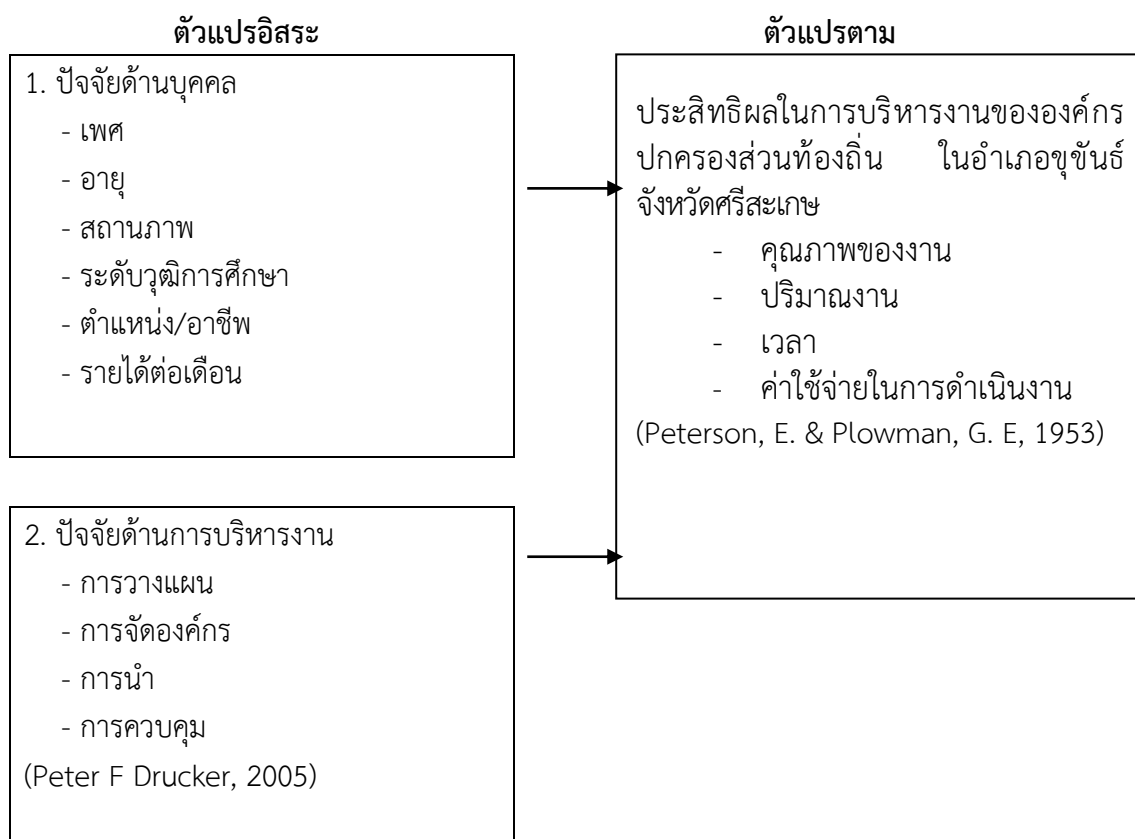 ตัวแปรอิสระ
1. ปัจจัยด้านบุคคล
- เพศ
- อายุ
- สถานภาพ
- ระดับวุฒิการศึกษา
- ตำแหน่ง/อาชีพ
- รายได้ต่อเดือน
2. ปัจจัยด้านการบริหารงาน
- การวางแผน
- การจัดองค์กร
- การนำ
- การควบคุม
(Peter F Drucker, 2005)
ตัวแปรตาม
ประสิทธิผลในการบริหารงานขององค์กร
ปกครองส่วนท้องถิ่น ในอำเภอขุขันธ์
จังหวัดศรีสะเกษ
- คุณภาพของงาน
- ปริมาณงาน
- เวลา
- ค่าใช้จ่ายในการดำเนินงาน
(Peterson, E. & Plowman, G. E, 1953)